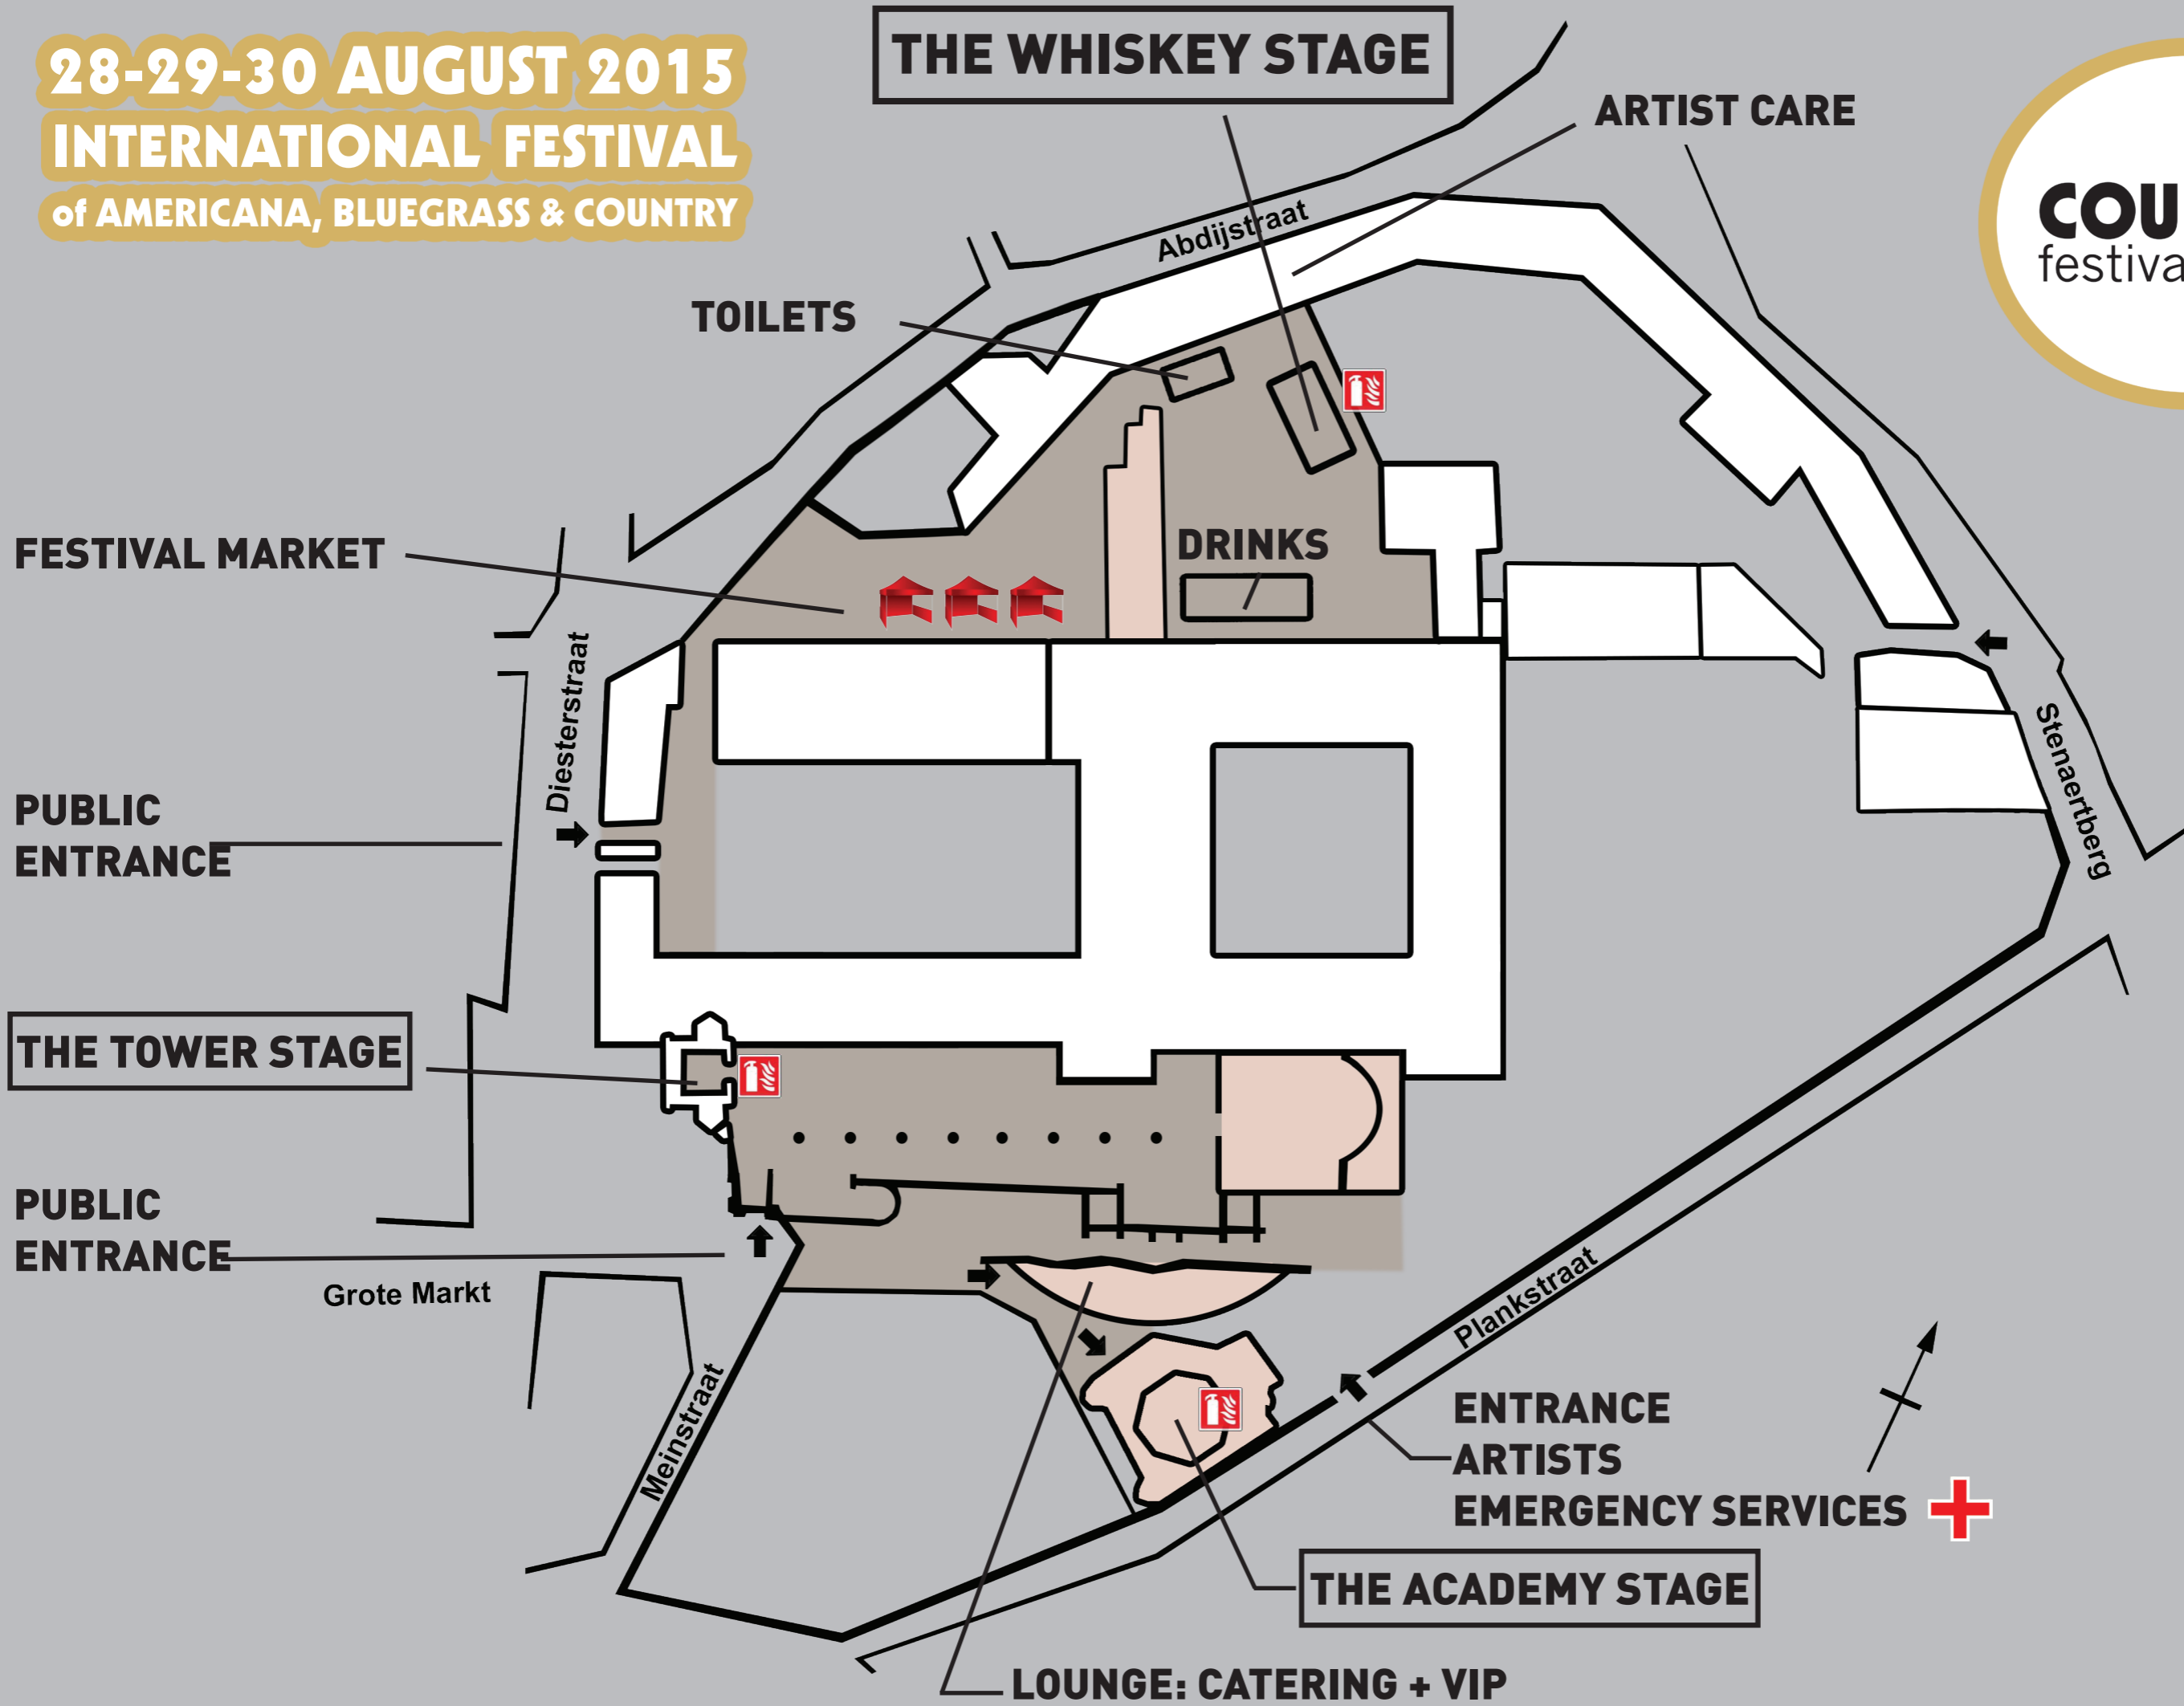 28-29-30 AUGUST 2015
INTERNATIONAL FESTIVAL
of AMERICANA, BLUEGRASS & COUNTRY
THE WHISKEY STAGE
ARTIST CARE
COU
festiva
Abdijstraat
TOILETS
FESTIVAL MARKET
DRINKS
Diesterstraat
Stenaertberg
PUBLIC
ENTRANCE
THE TOWER STAGE
PUBLIC
ENTRANCE
Grote Markt
Meinstraat
Plankstraat
ENTRANCE
ARTISTS
EMERGENCY SERVICES
THE ACADEMY STAGE
LOUNGE: CATERING + VIP